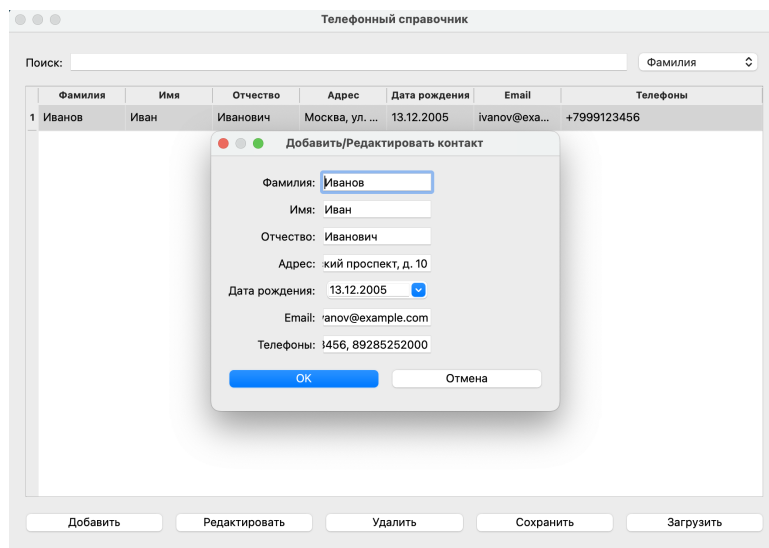 Телефонный справочник
Поиск: Фамилия
Фамилия Имя Отчество Адрес Дата рождения Email Телефоны
1 Иванов Иван Иванович Москва, ул. ... 13.12.2005 ivanov@exa... +7999123456
Добавить/Редактировать контакт
Фамилия: Иванов
Имя: Иван
Отчество: Иванович
Адрес: кий проспект, д. 10
Дата рождения: 13.12.2005
Email: vanov@example.com
Телефоны: 3456, 89285252000
OK Отмена
Добавить Редактировать Удалить Сохранить Загрузить